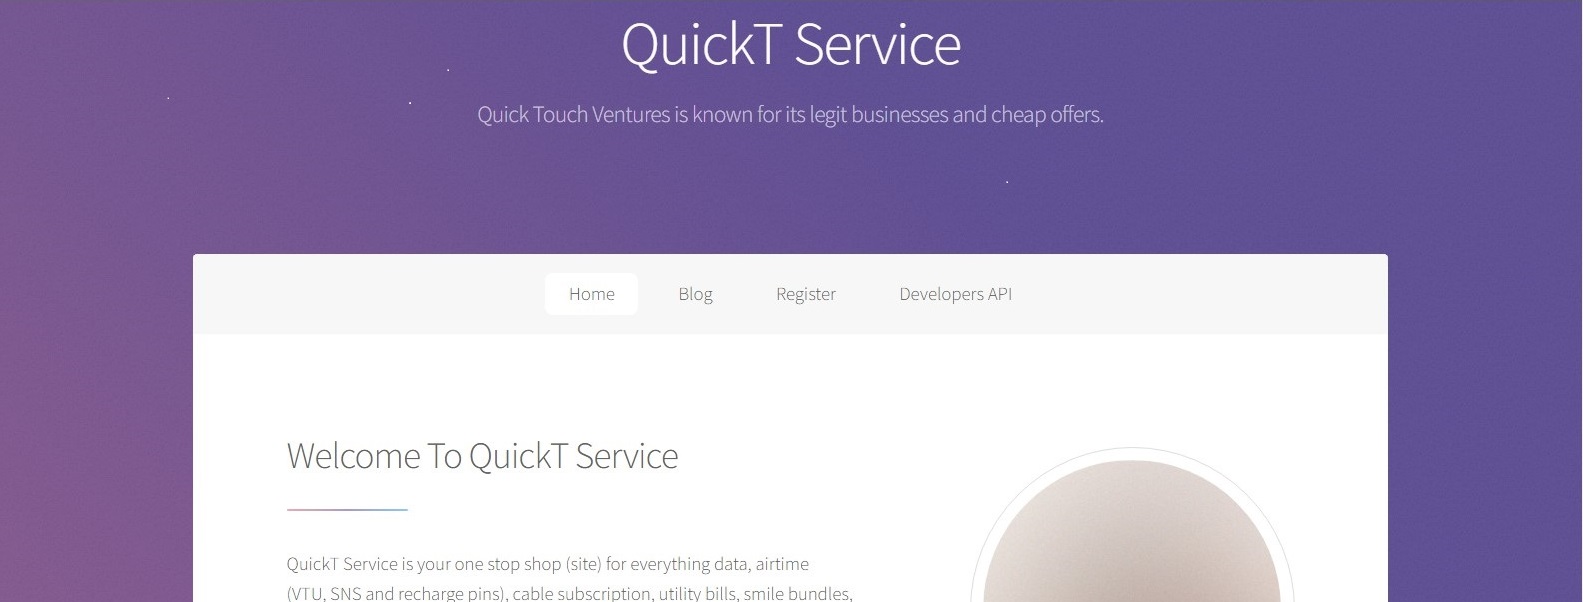 QuickT Service
Quick Touch Ventures is known for its legit businesses and cheap offers.
Home Blog Register Developers API
Welcome To QuickT Service
QuickT Service is your one stop shop (site) for everything data, airtime
(VTU, SNS and recharge pins), cable subscription, utility bills, smile bundles,